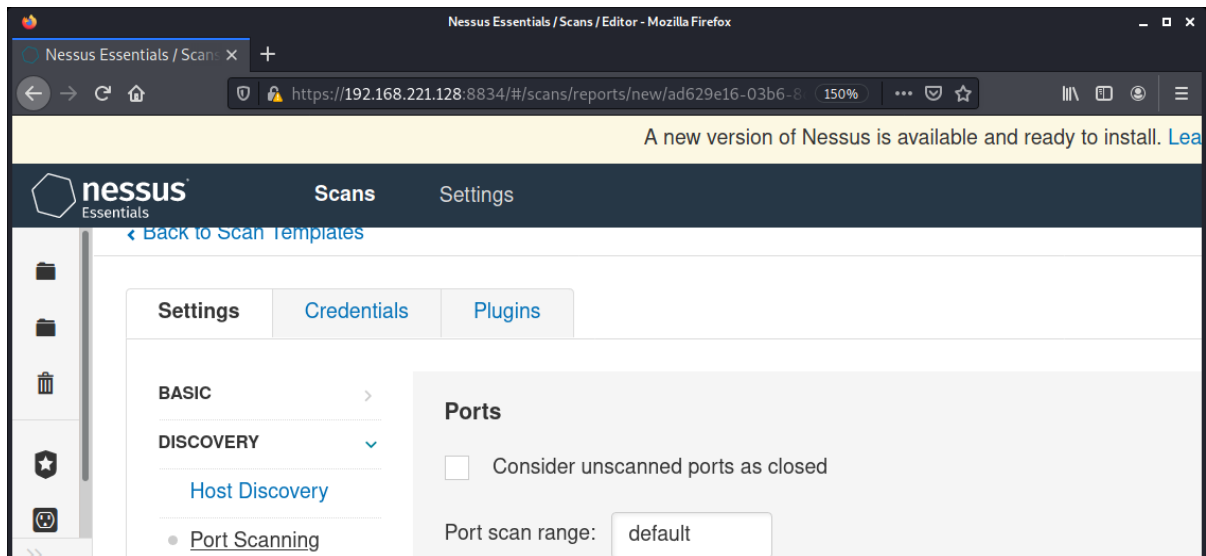 Nessus Essentials / Scans / Editor - Mozilla Firefox
Nessus Essentials / Scans
https://192.168.221.128:8834/#/scans/reports/new/ad629e16-03b6-8 150%
A new version of Nessus is available and ready to install. Lea
nessus Essentials
Scans Settings
Back to Scan Templates
Settings Credentials Plugins
BASIC
Ports
DISCOVERY
Consider unscanned ports as closed
Host Discovery
Port scan range: default
Port Scanning